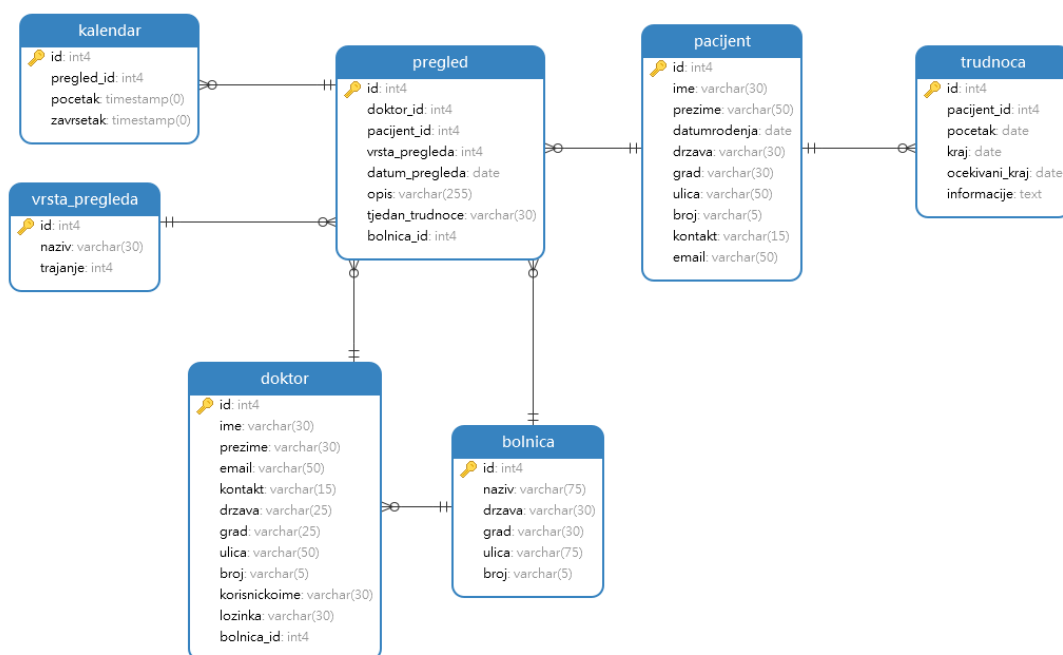 kalendar
id: int4
pregled_id: int4
pocetak: timestamp(0)
zavrsetak: timestamp(0)
vrsta_pregleda
id: int4
naziv: varchar(30)
trajanje: int4
pregled
id: int4
doktor_id: int4
pacijent_id: int4
vrsta_pregleda: int4
datum_pregleda: date
opis: varchar(255)
tjedan_trudnoce: varchar(30)
bolnica_id: int4
pacijent
id: int4
ime: varchar(30)
prezime: varchar(50)
datumrodenja: date
drzava: varchar(30)
grad: varchar(30)
ulica: varchar(50)
broj: varchar(5)
kontakt: varchar(15)
email: varchar(50)
trudnoca
id: int4
pacijent_id: int4
pocetak: date
kraj: date
ocekivani_kraj: date
informacije: text
doktor
id: int4
ime: varchar(30)
prezime: varchar(30)
email: varchar(50)
kontakt: varchar(15)
drzava: varchar(25)
grad: varchar(25)
ulica: varchar(50)
broj: varchar(5)
korisnickoime: varchar(30)
lozinka: varchar(30)
bolnica_id: int4
bolnica
id: int4
naziv: varchar(75)
drzava: varchar(30)
grad: varchar(30)
ulica: varchar(75)
broj: varchar(5)